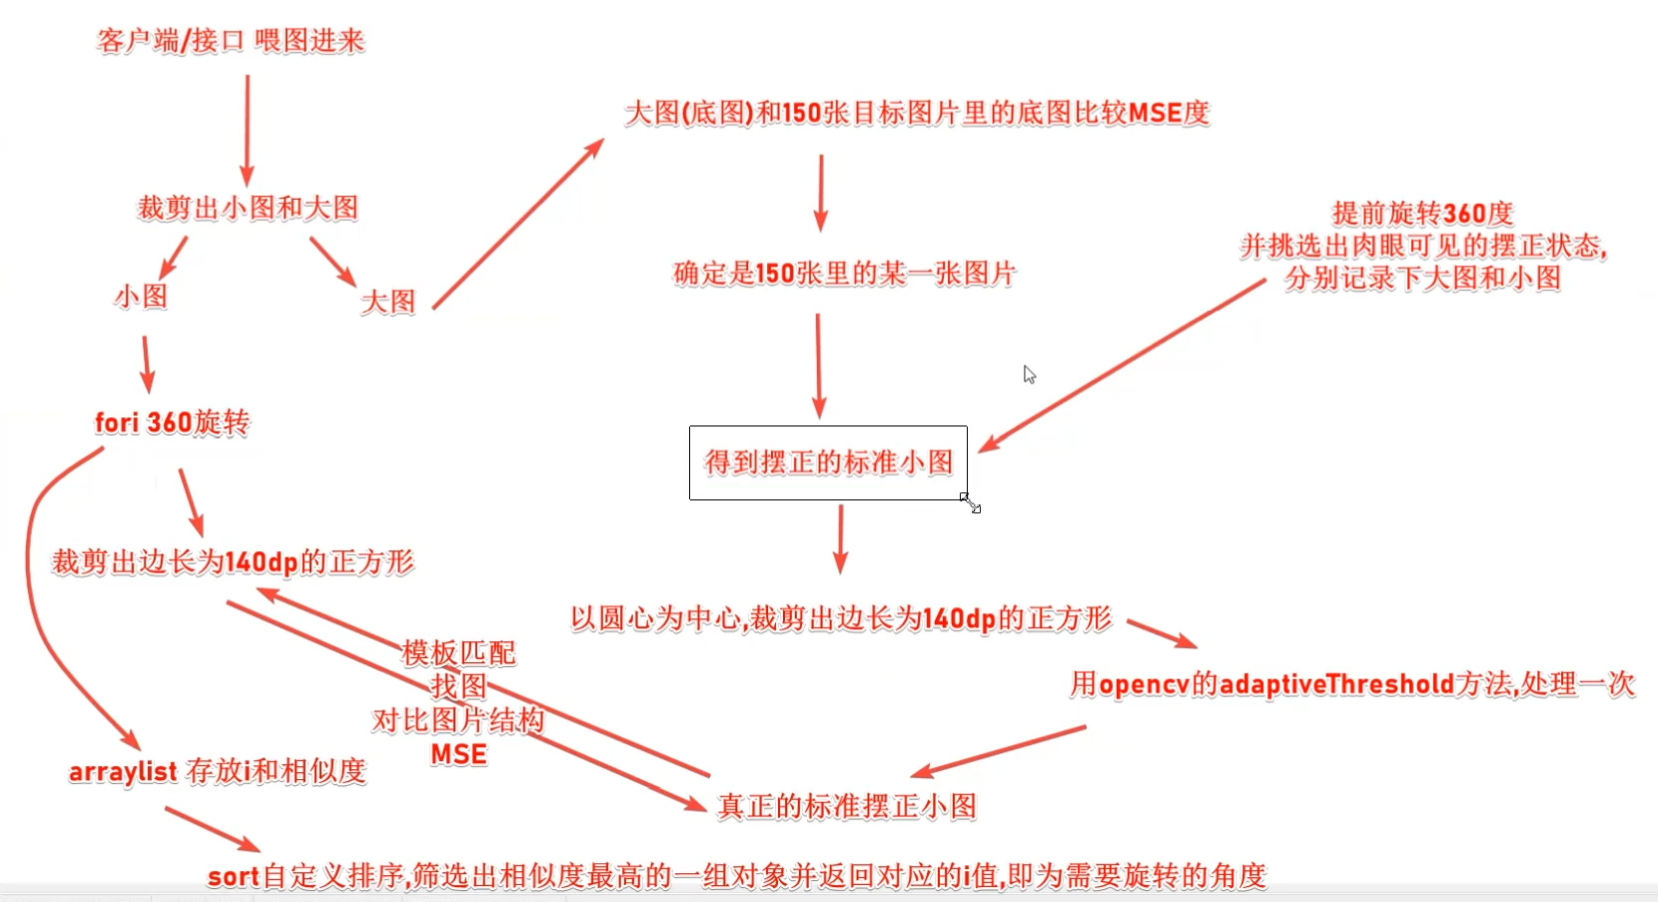 客户端/接口 喂图进来
大图(底图)和150张目标图片里的底图比较MSE度
裁剪出小图和大图
提前旋转360度
并挑选出肉眼可见的摆正状态,
分别记录下大图和小图
确定是150张里的某一张图片
小图
大图
fori 360旋转
得到摆正的标准小图
裁剪出边长为140dp的正方形
以圆心为中心,裁剪出边长为140dp的正方形
模板匹配
找图
对比图片结构
MSE
用opencv的adaptiveThreshold方法,处理一次
arraylist 存放i和相似度
真正的标准摆正小图
sort自定义排序,筛选出相似度最高的一组对象并返回对应的i值,即为需要旋转的角度